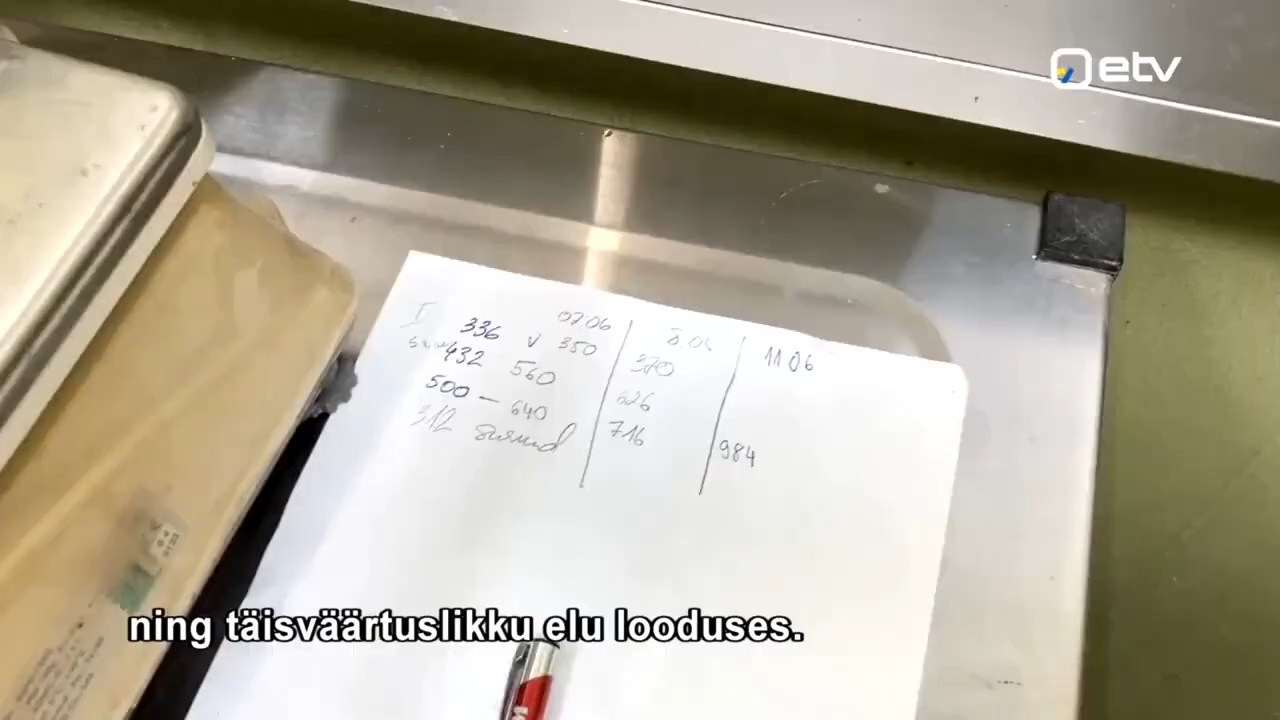 etv
I 07.06 8.06 11 06
336 v 350 370
432 560 626
500 — 640 716 984
312 surnud
ning täisväärtuslikku elu looduses.